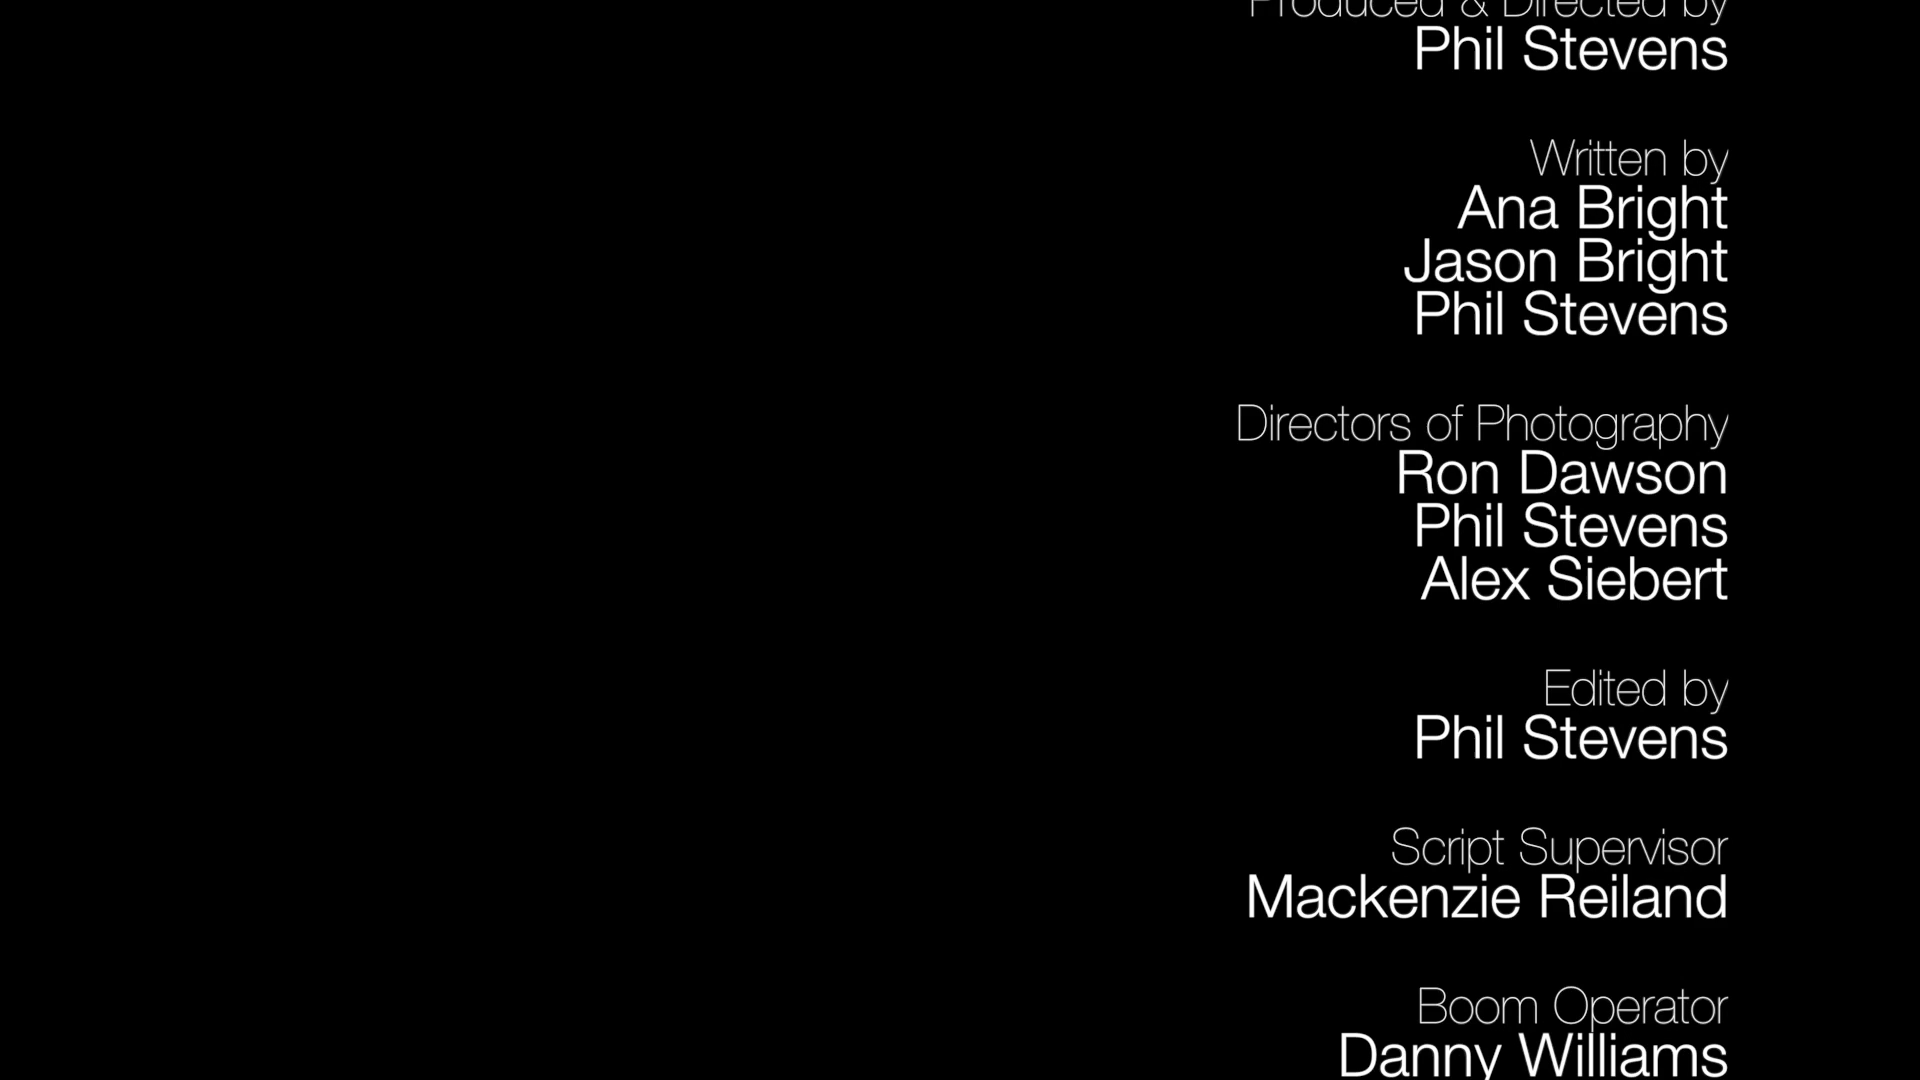 Produced & Directed by
Phil Stevens
Written by
Ana Bright
Jason Bright
Phil Stevens
Directors of Photography
Ron Dawson
Phil Stevens
Alex Siebert
Edited by
Phil Stevens
Script Supervisor
Mackenzie Reiland
Boom Operator
Danny Williams